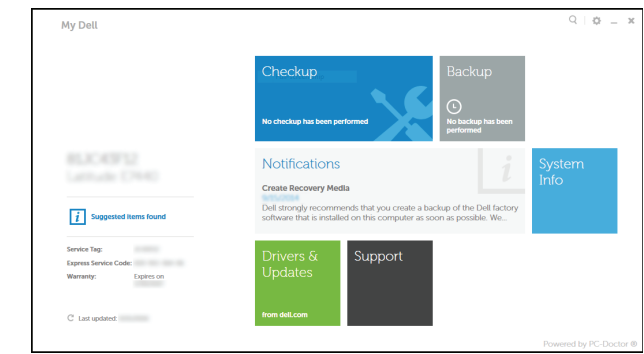 My Dell
Checkup
No checkup has been performed
Backup
No backup has been
performed
Notifications
Create Recovery Media
Dell strongly recommends that you create a backup of the Dell factory
software that is installed on this computer as soon as possible. We...
System
Info
Latitude E7440
Suggested items found
Service Tag:
Express Service Code:
Warranty: Expires on
Last updated:
Drivers &
Updates
from dell.com
Support
Powered by PC-Doctor ®